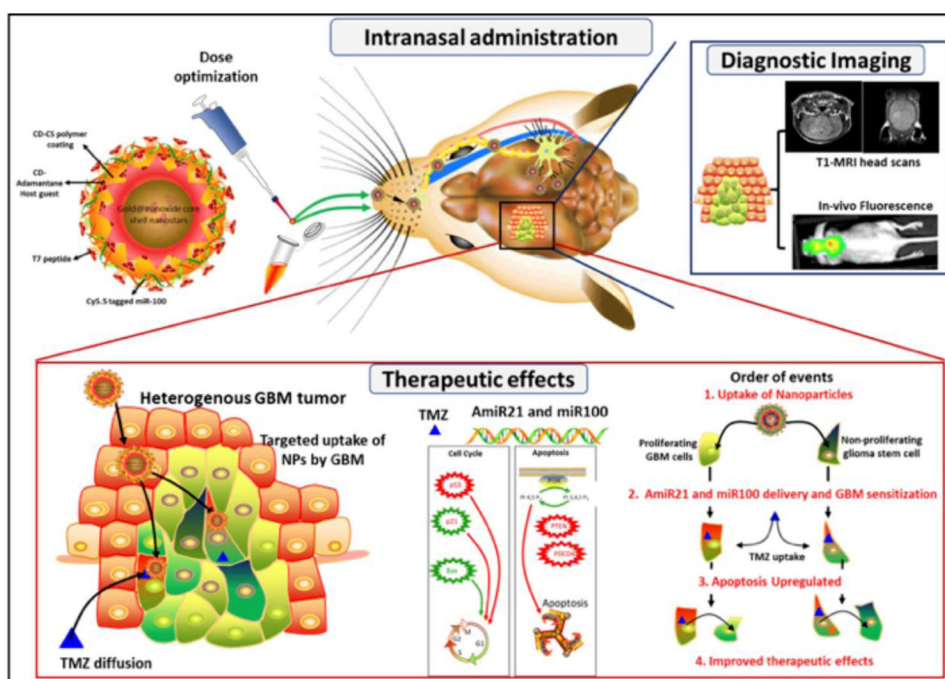 Intranasal administration
Dose
optimization
CD-CS polymer
coating
CD-
Adamantane
Host guest
Gold@Ironoxide core
shell nanostars
T7 peptide
Cy5.5 tagged miR-100
Diagnostic Imaging
T1-MRI head scans
In-vivo Fluorescence
Therapeutic effects
Heterogenous GBM tumor
Targeted uptake of
NPs by GBM
TMZ diffusion
TMZ
AmiR21 and miR100
Cell Cycle
p53
p21
Bax
G2
M
S
G1
Apoptosis
PTEN
PDCD4
Apoptosis
Order of events
1. Uptake of Nanoparticles
Proliferating
GBM cells
Non-proliferating
glioma stem cell
2. AmiR21 and miR100 delivery and GBM sensitization
TMZ uptake
3. Apoptosis Upregulated
4. Improved therapeutic effects